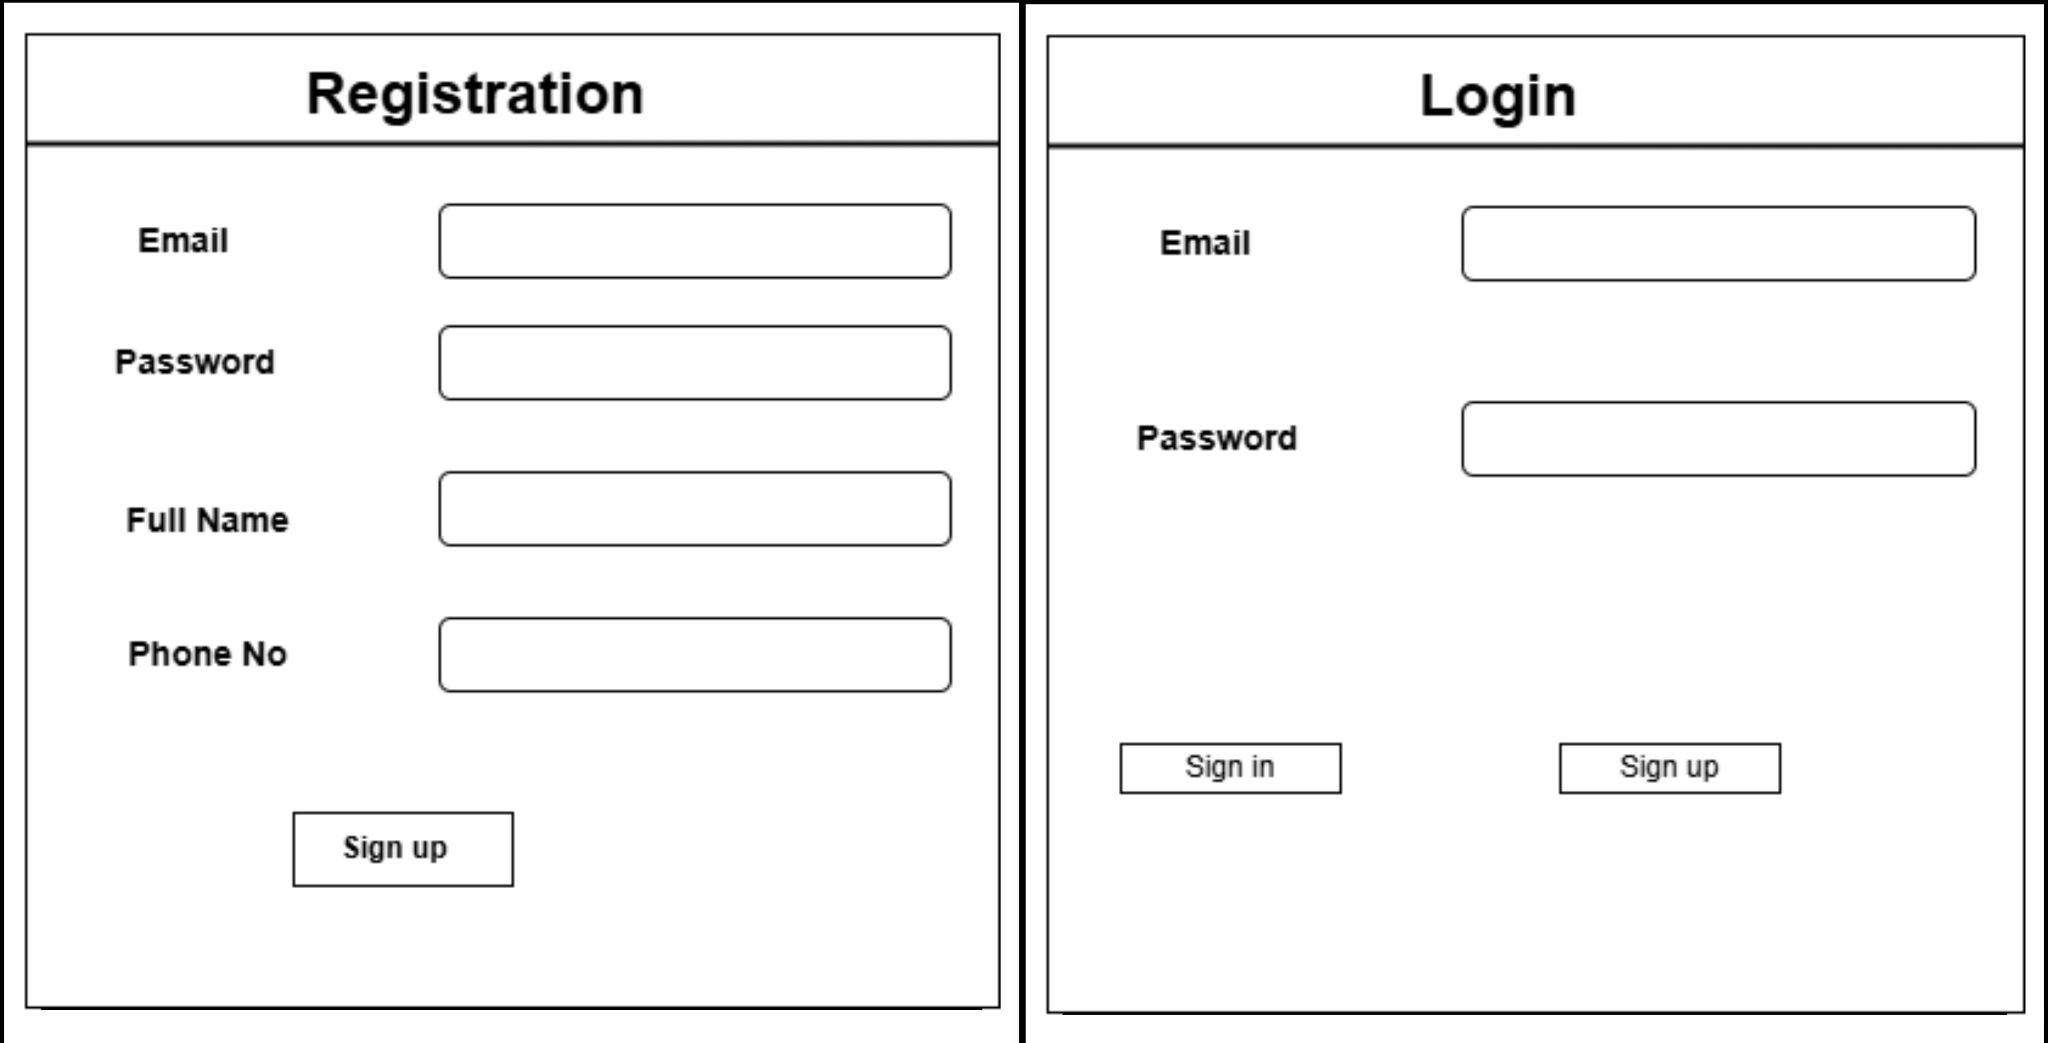 Registration
Email
Password
Full Name
Phone No
Sign up
Login
Email
Password
Sign in
Sign up